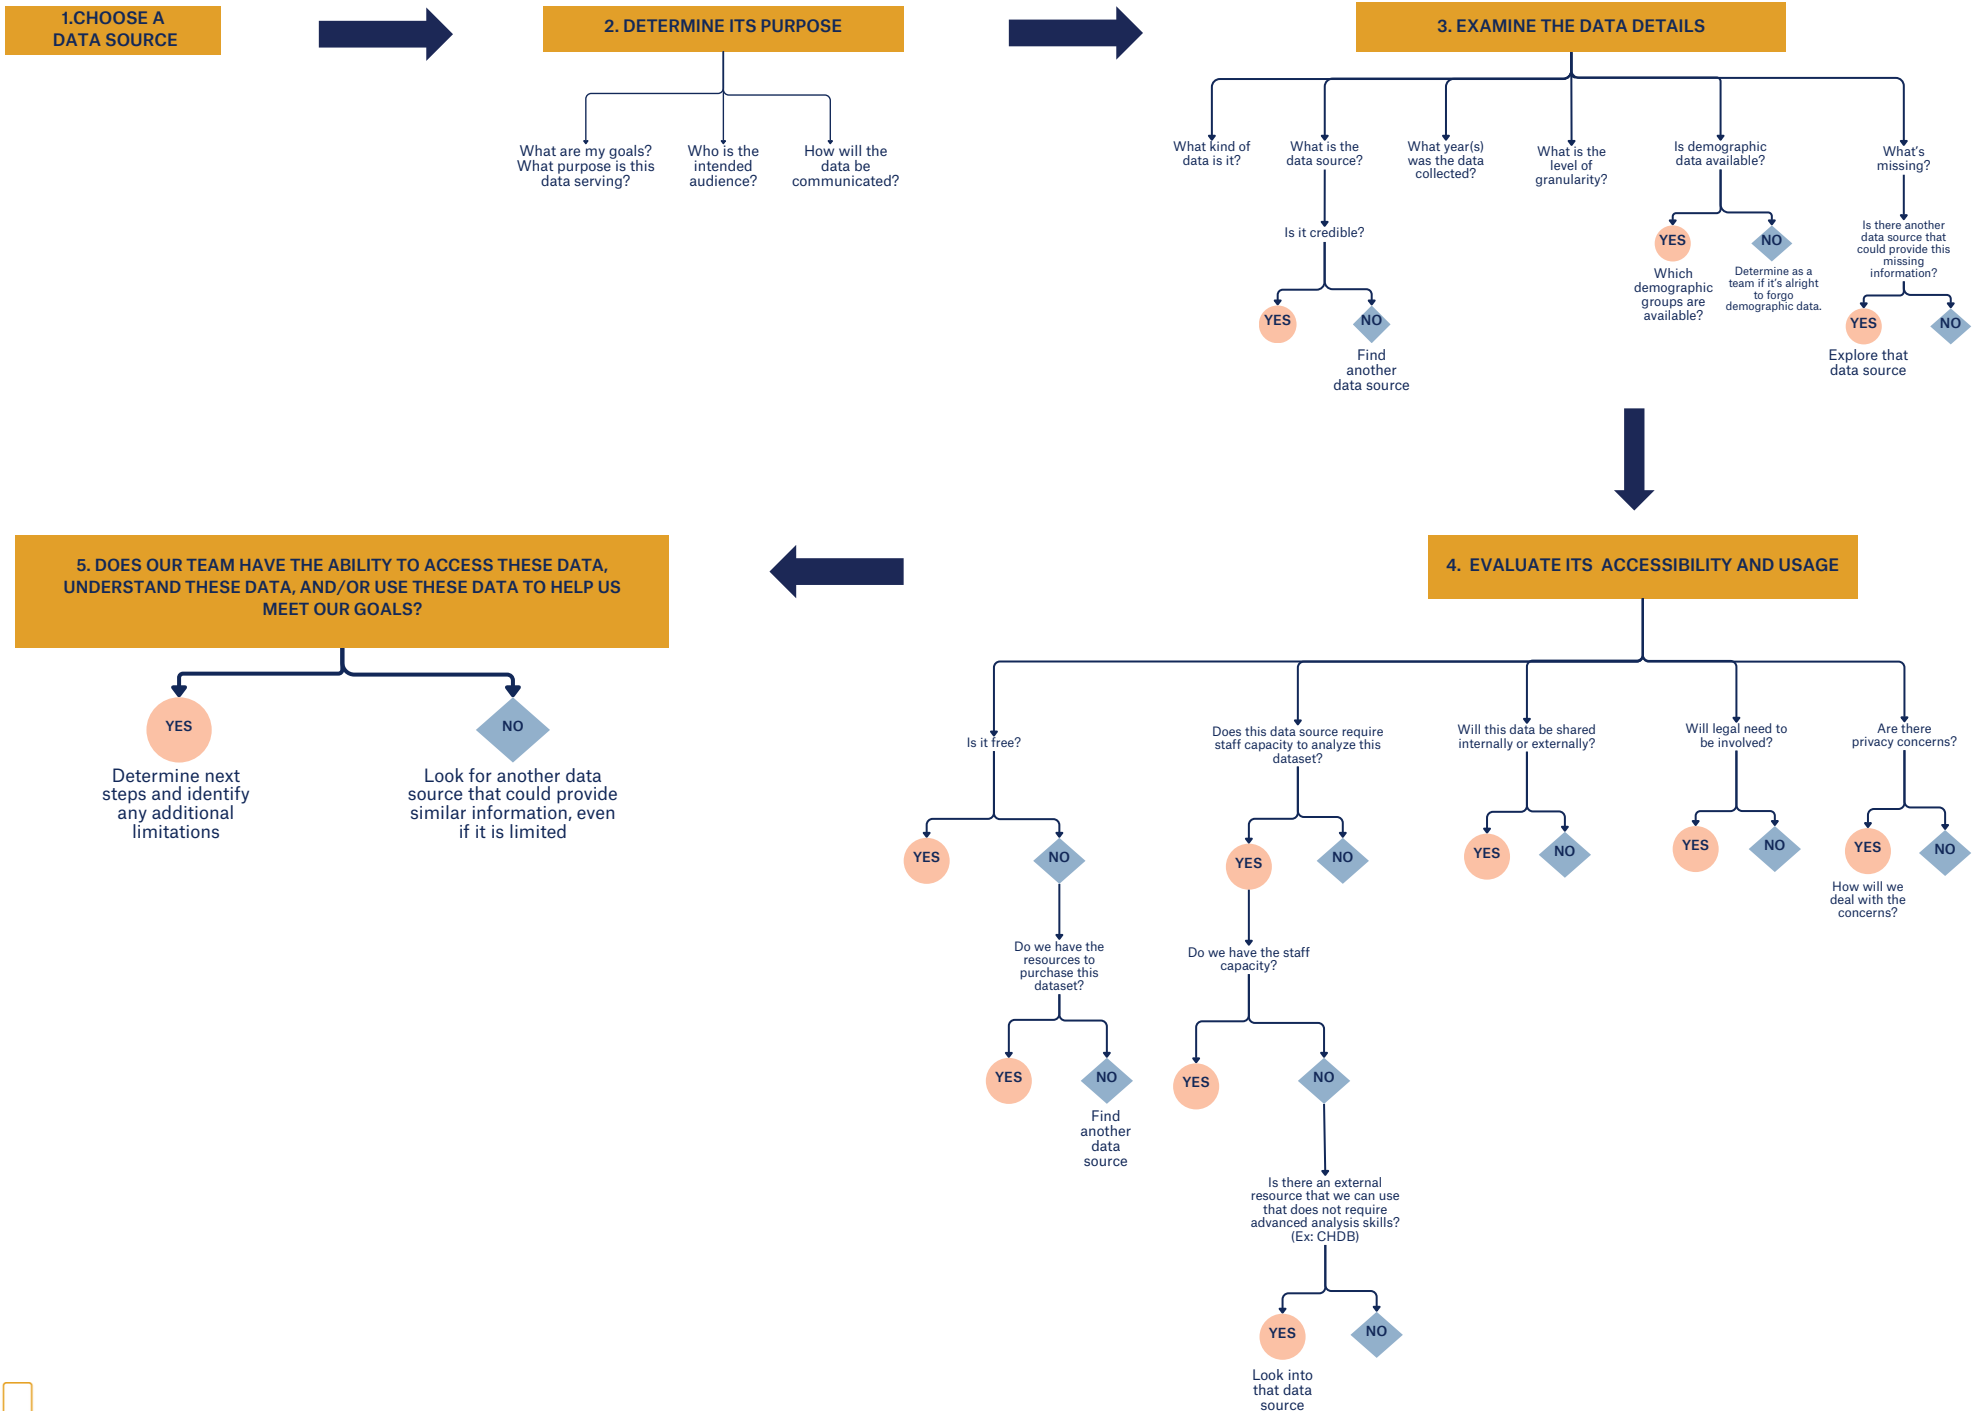 1.CHOOSE A
DATA SOURCE
2. DETERMINE ITS PURPOSE
What are my goals?
What purpose is this
data serving?
Who is the
intended
audience?
How will the
data be
communicated?
3. EXAMINE THE DATA DETAILS
What kind of
data is it?
What is the
data source?
Is it credible?
YES
NO
Find
another
data source
What year(s)
was the data
collected?
What is the
level of
granularity?
Is demographic
data available?
YES
Which
demographic
groups are
available?
NO
Determine as a
team if it's alright
to forgo
demographic data.
What's
missing?
Is there another
data source that
could provide this
missing
information?
YES
Explore that
data source
NO
4. EVALUATE ITS ACCESSIBILITY AND USAGE
Is it free?
YES
NO
Do we have the
resources to
purchase this
dataset?
YES
NO
Find
another
data
source
Does this data source require
staff capacity to analyze this
dataset?
YES
NO
Do we have the staff
capacity?
YES
NO
Is there an external
resource that we can use
that does not require
advanced analysis skills?
(Ex: CHDB)
YES
Look into
that data
source
NO
Will this data be shared
internally or externally?
YES
NO
Will legal need to
be involved?
YES
NO
Are there
privacy concerns?
YES
How will we
deal with the
concerns?
NO
5. DOES OUR TEAM HAVE THE ABILITY TO ACCESS THESE DATA,
UNDERSTAND THESE DATA, AND/OR USE THESE DATA TO HELP US
MEET OUR GOALS?
YES
Determine next
steps and identify
any additional
limitations
NO
Look for another data
source that could provide
similar information, even
if it is limited